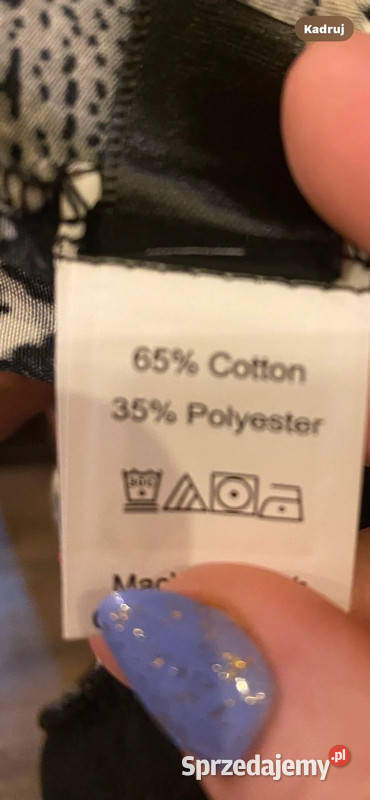 Kadruj
65% Cotton
35% Polyester
Sprzedajemy.pl